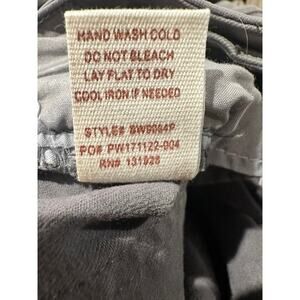 HAND WASH COLD
DO NOT BLEACH
LAY FLAT TO DRY
COOL IRON IF NEEDED
STYLE# BW9064P
PO# PW171122-004
RN# 131928